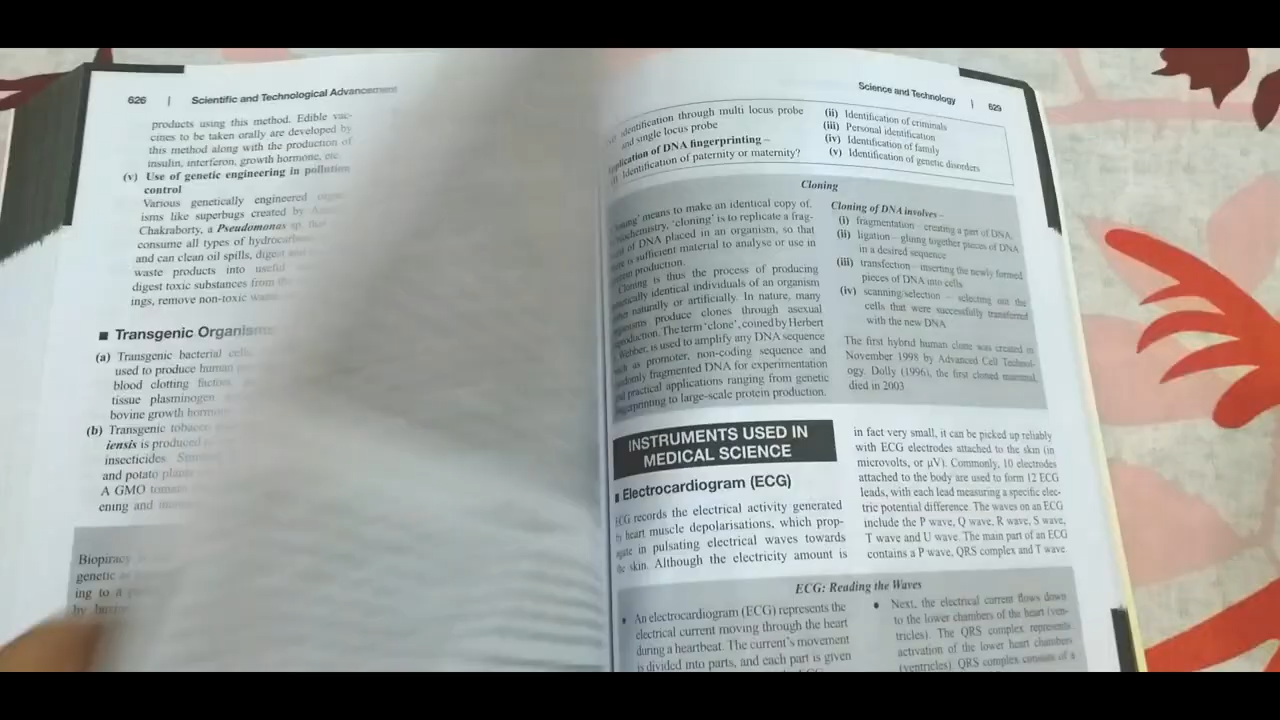 626 | Scientific and Technological Advancement
products using this method. Edible vac-
cines to be taken orally are developed by
this method along with the production of
insulin, interferon, growth hormone, etc.
(v) Use of genetic engineering in pollution
control
Various genetically engineered
isms like superbugs created by
Chakraborty, a Pseudomonas sp.
consume all types of hydrocarbons
and can clean oil spills, digest
waste products into useful
digest toxic substances from
ings, remove non-toxic
■ Transgenic Organisms
(a) Transgenic bacterial cells
used to produce human
blood clotting factors,
tissue plasminogen
bovine growth hormone
(b) Transgenic tobacco
iensis is produced
insecticides.
and potato plants
A GMO tomato
ening and
Biopiracy
genetic
ing to a
by
Science and Technology | 629
identification through multi locus probe
and single locus probe
Application of DNA fingerprinting –
(i) Identification of paternity or maternity?
(ii) Identification of criminals
(iii) Personal identification
(iv) Identification of family
(v) Identification of genetic disorders
Cloning
means to make an identical copy.
biochemistry, 'cloning' is to replicate a frag-
of DNA placed in an organism, so that
is sufficient material to analyse or use in
production.
Cloning is thus the process of producing
genetically identical individuals of an organism
either naturally or artificially. In nature, many
organisms produce clones through asexual
reproduction. The term 'clone', coined by Herbert
Webber, is used to amplify any DNA sequence
such as promoter, non-coding sequence and
randomly fragmented DNA for experimentation
and practical applications ranging from genetic
fingerprinting to large-scale protein production.
Cloning of DNA involves –
(i) fragmentation – creating a part of DNA,
(ii) ligation – gluing together pieces of DNA
in a desired sequence
(iii) transfection – inserting the newly formed
pieces of DNA into cells
(iv) scanning/selection – selecting out the
cells that were successfully transferred
with the new DNA
The first hybrid human clone was created in
November 1998 by Advanced Cell Technol-
ogy. Dolly (1996), the first cloned mammal,
died in 2003
INSTRUMENTS USED IN
MEDICAL SCIENCE
■ Electrocardiogram (ECG)
ECG records the electrical activity generated
by heart muscle depolarisations, which prop-
agate in pulsating electrical waves towards
the skin. Although the electricity amount is
in fact very small, it can be picked up reliably
with ECG electrodes attached to the skin (in
microvolts, or µV). Commonly, 10 electrodes
attached to the body are used to form 12 ECG
leads, with each lead measuring a specific elec-
tric potential difference. The waves on an ECG
include the P wave, Q wave, R wave, S wave,
T wave and U wave. The main part of an ECG
contains a P wave, QRS complex and T wave.
ECG: Reading the Waves
• An electrocardiogram (ECG) represents the
electrical current moving through the heart
during a heartbeat. The current's movement
is divided into parts, and each part is given
• Next, the electrical current flows down
to the lower chambers of the heart (ven-
tricles). The QRS complex represents
activation of the lower heart chambers
(ventricles). QRS complex consists of a